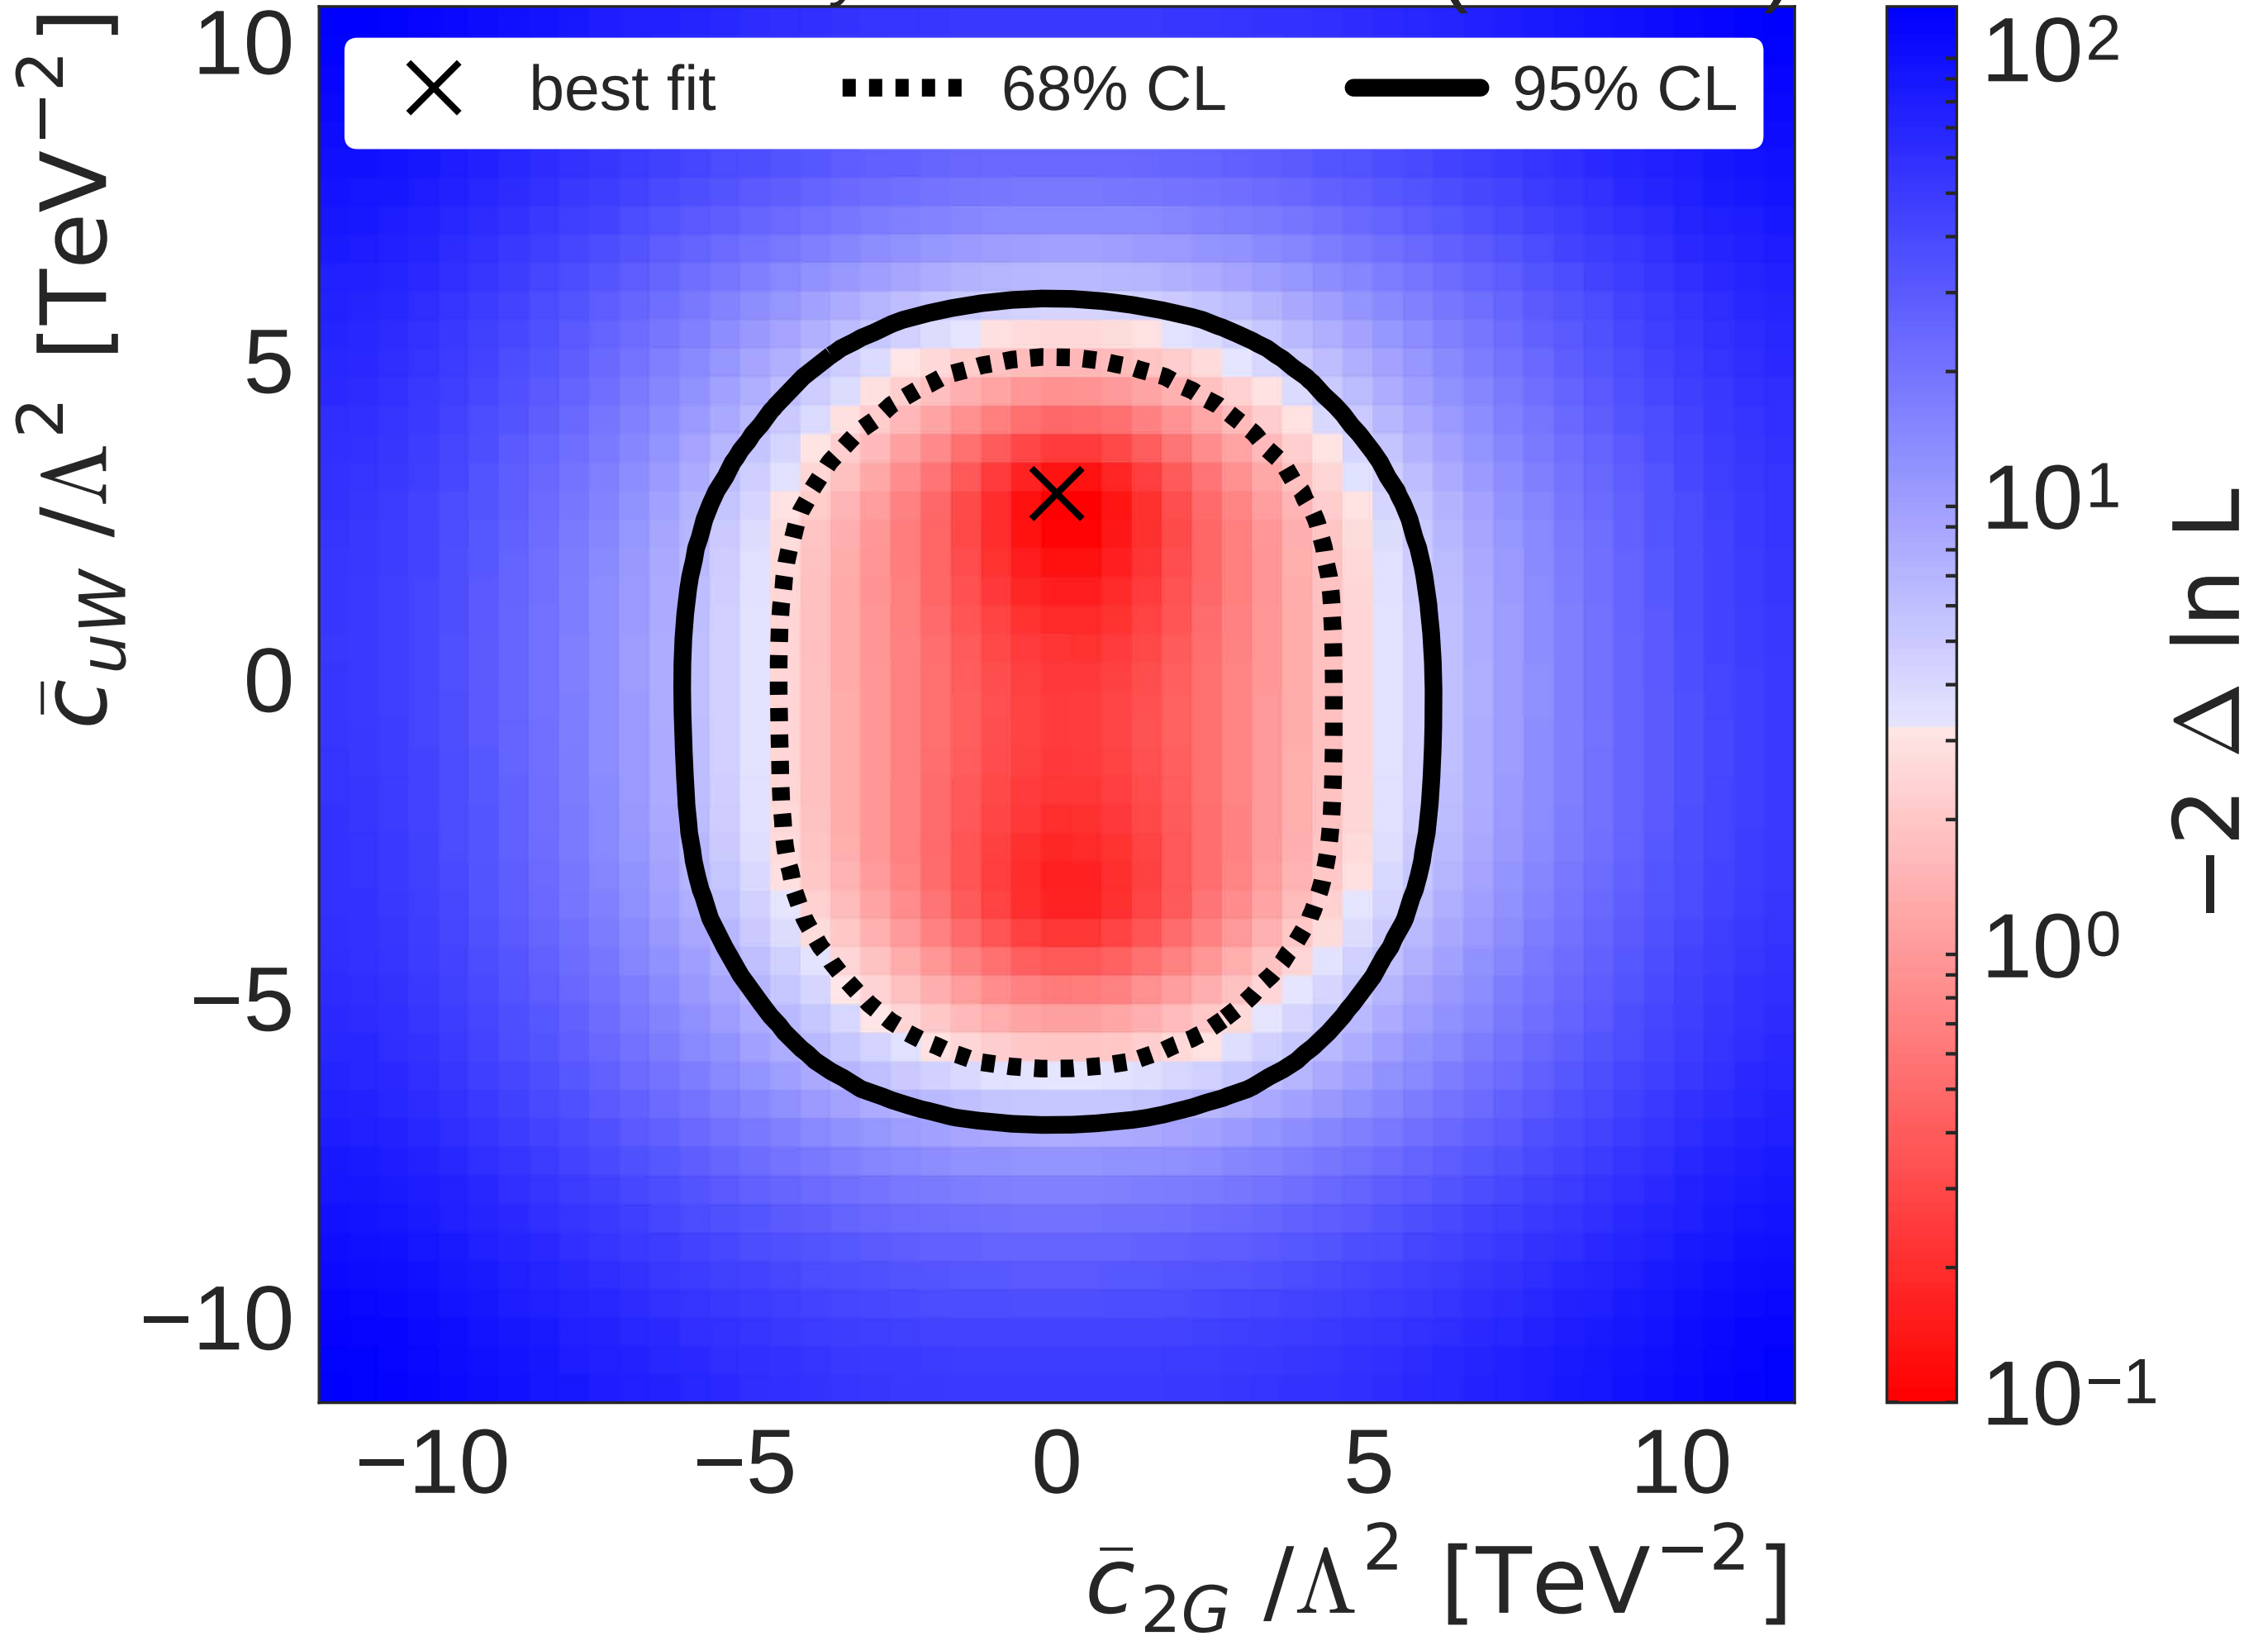 best fit 68% CL 95% CL
c̄uW /Λ² [TeV⁻²]
10
5
0
−5
−10
−10 −5 0 5 10
c̄2G /Λ² [TeV⁻²]
10²
10¹
10⁰
10⁻¹
−2 Δ ln L